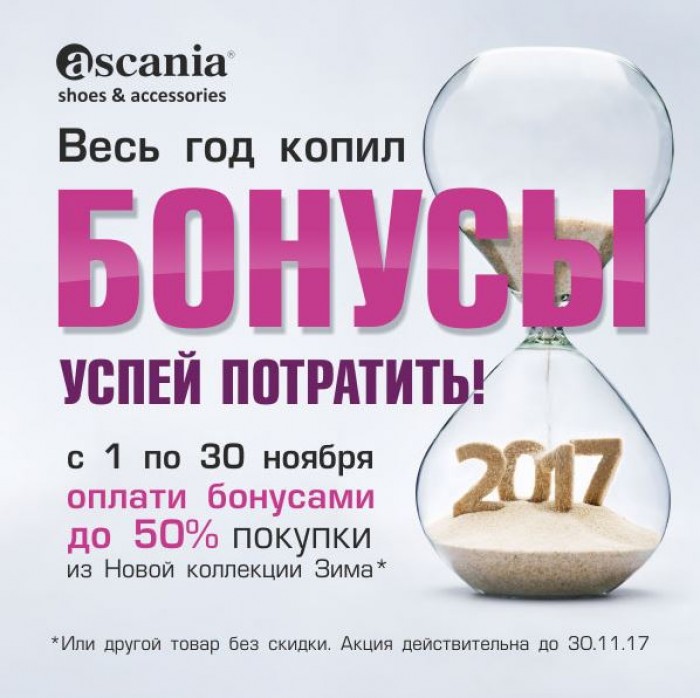 ascania®
shoes & accessories
Весь год копил
БОНУСЫ
УСПЕЙ ПОТРАТИТЬ!
с 1 по 30 ноября
оплати бонусами
до 50% покупки
из Новой коллекции Зима*
2017
*Или другой товар без скидки. Акция действительна до 30.11.17